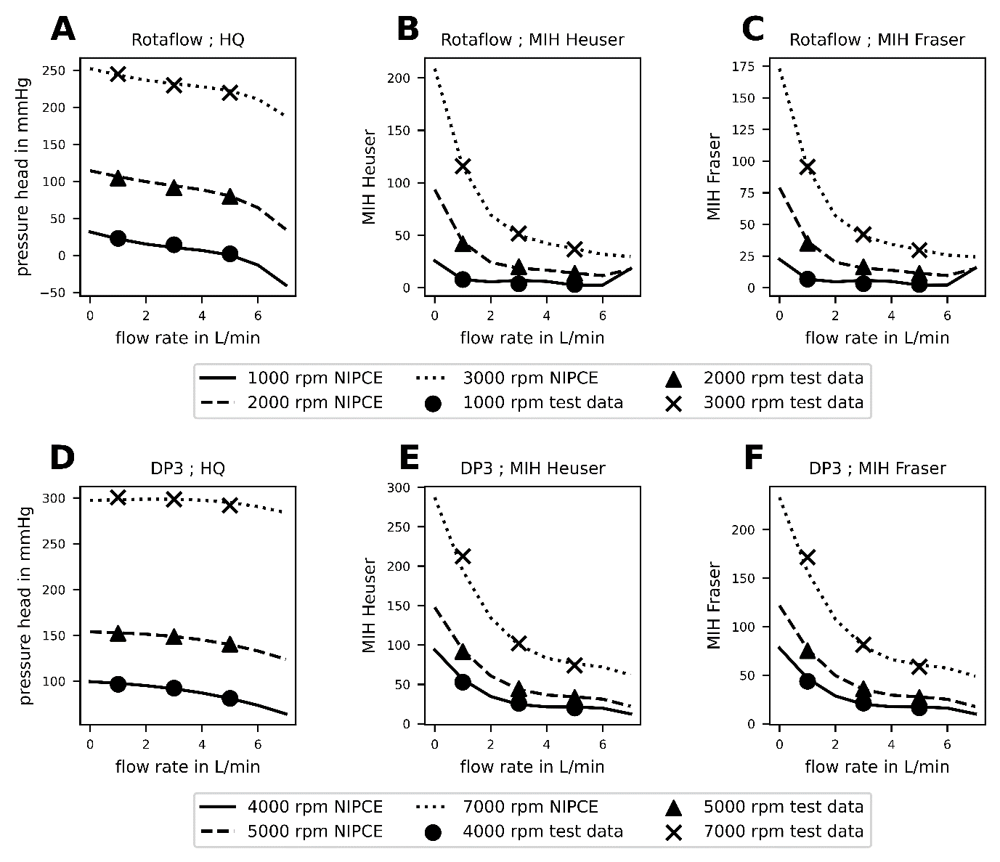 A
Rotaflow ; HQ
pressure head in mmHg
250
200
150
100
50
0
−50
0 2 4 6
flow rate in L/min
B
Rotaflow ; MIH Heuser
MIH Heuser
200
150
100
50
0
0 2 4 6
flow rate in L/min
C
Rotaflow ; MIH Fraser
MIH Fraser
175
150
125
100
75
50
25
0
0 2 4 6
flow rate in L/min
1000 rpm NIPCE
2000 rpm NIPCE
3000 rpm NIPCE
1000 rpm test data
2000 rpm test data
3000 rpm test data
D
DP3 ; HQ
pressure head in mmHg
300
250
200
150
100
0 2 4 6
flow rate in L/min
E
DP3 ; MIH Heuser
MIH Heuser
300
250
200
150
100
50
0
0 2 4 6
flow rate in L/min
F
DP3 ; MIH Fraser
MIH Fraser
200
150
100
50
0
0 2 4 6
flow rate in L/min
4000 rpm NIPCE
5000 rpm NIPCE
7000 rpm NIPCE
4000 rpm test data
5000 rpm test data
7000 rpm test data